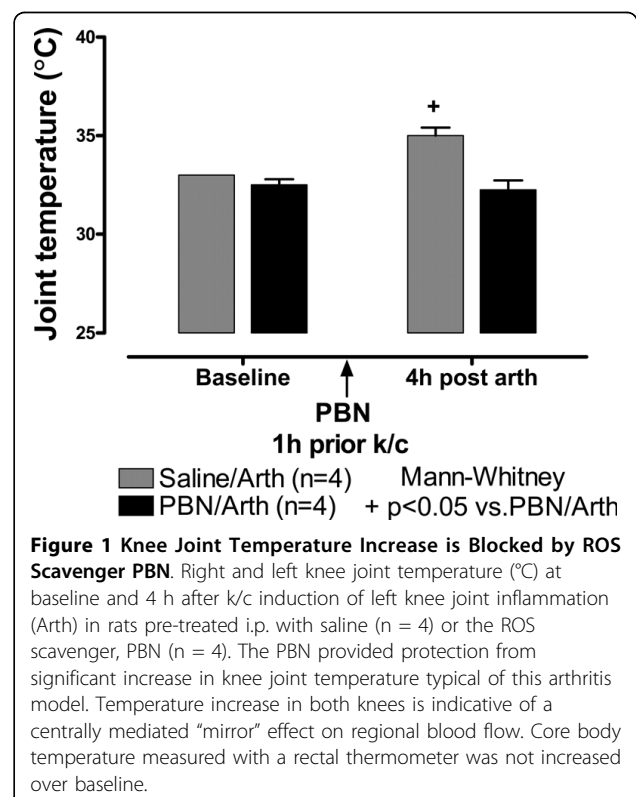 40
35
30
25
Joint temperature (°C)
+
Baseline
4h post arth
PBN
1h prior k/c
Saline/Arth (n=4) Mann-Whitney
PBN/Arth (n=4) + p<0.05 vs.PBN/Arth
Figure 1 Knee Joint Temperature Increase is Blocked by ROS
Scavenger PBN. Right and left knee joint temperature (°C) at
baseline and 4 h after k/c induction of left knee joint inflammation
(Arth) in rats pre-treated i.p. with saline (n = 4) or the ROS
scavenger, PBN (n = 4). The PBN provided protection from
significant increase in knee joint temperature typical of this arthritis
model. Temperature increase in both knees is indicative of a
centrally mediated “mirror” effect on regional blood flow. Core body
temperature measured with a rectal thermometer was not increased
over baseline.